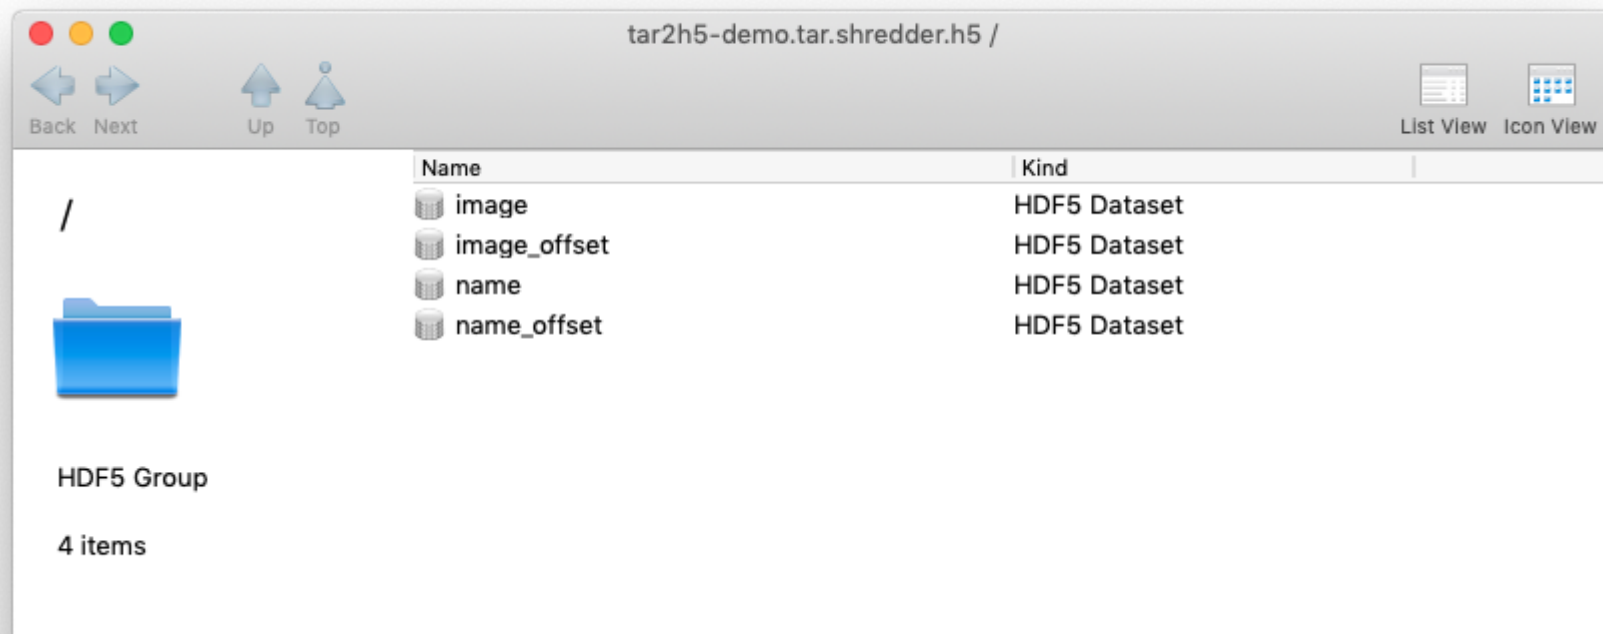 tar2h5-demo.tar.shredder.h5 /
Back Next Up Top List View Icon View
Name Kind
/
image HDF5 Dataset
image_offset HDF5 Dataset
name HDF5 Dataset
name_offset HDF5 Dataset
HDF5 Group
4 items